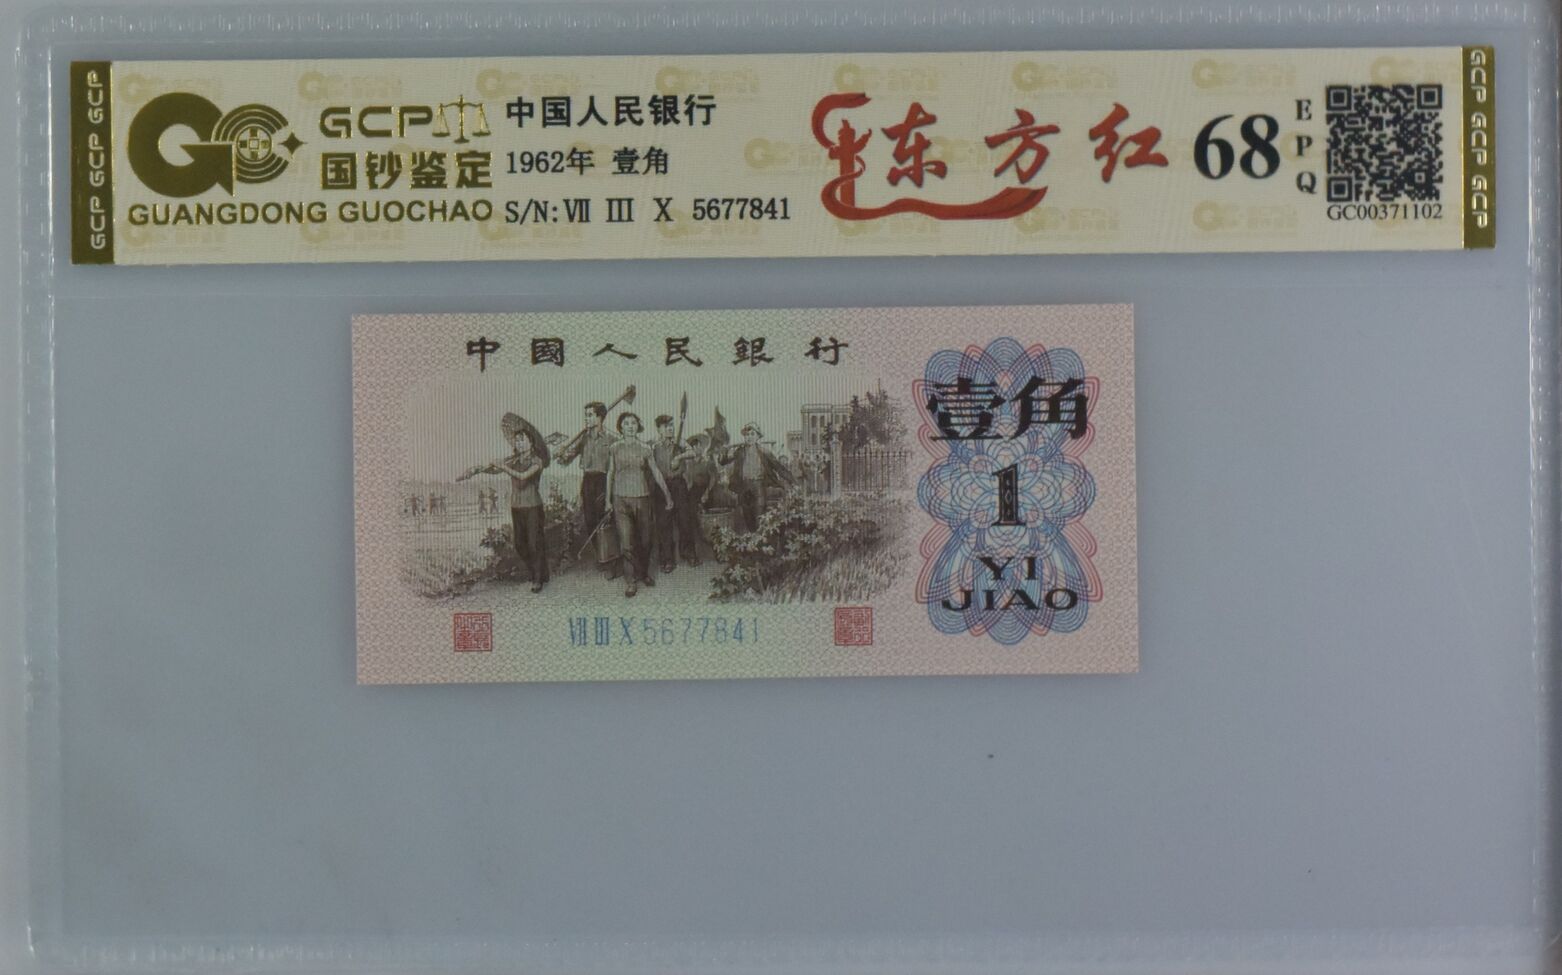 GCP GCP GCP
GCP
国钞鉴定
GUANGDONG GUOCHAO
中国人民银行
1962年 壹角
S/N: Ⅶ Ⅲ Ⅹ 5677841
东方红
68
EPQ
GC00371102
GCP GCP GCP
中國人民銀行
壹角
1
YI
JIAO
Ⅶ Ⅲ Ⅹ 5677841